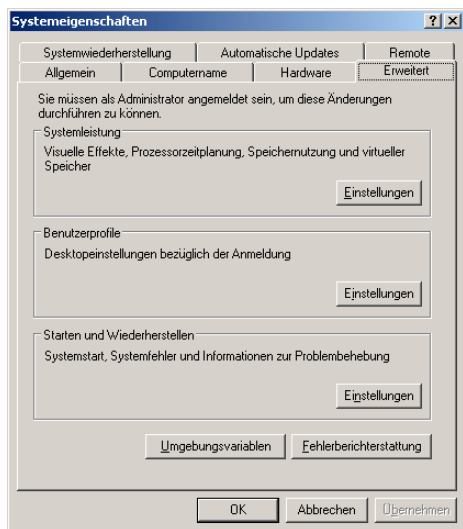 Systemeigenschaften
Systemwiederherstellung Automatische Updates Remote
Allgemein Computername Hardware Erweitert
Sie müssen als Administrator angemeldet sein, um diese Änderungen
durchführen zu können.
Systemleistung
Visuelle Effekte, Prozessorzeitplanung, Speichernutzung und virtueller
Speicher
Einstellungen
Benutzerprofile
Desktopeinstellungen bezüglich der Anmeldung
Einstellungen
Starten und Wiederherstellen
Systemstart, Systemfehler und Informationen zur Problembehebung
Einstellungen
Umgebungsvariablen Fehlerberichterstattung
OK Abbrechen Übernehmen